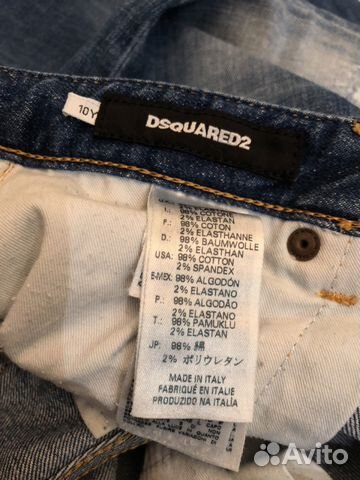 10Y
DSQUARED2
I.: 98% COTONE
2% ELASTAN
F.: 98% COTON
2% ELASTHANNE
D.: 98% BAUMWOLLE
2% ELASTHAN
USA: 98% COTTON
2% SPANDEX
E-MEX: 98% ALGODÓN
2% ELASTANO
P.: 98% ALGODÃO
2% ELASTANO
T.: 98% PAMUKLU
2% ELASTAN
JP: 98% 綿
2% ポリウレタン
MADE IN ITALY
FABRIQUÉ EN ITALIE
PRODUZIDO NA ITALIA
Avito